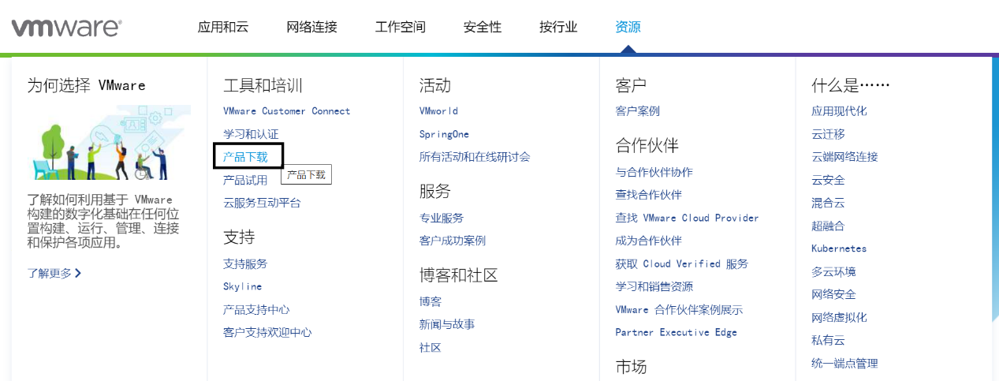 vmware®
应用和云
网络连接
工作空间
安全性
按行业
资源
为何选择 VMware
了解如何利用基于 VMware
构建的数字化基础在任何位
置构建、运行、管理、连接
和保护各项应用。
了解更多
工具和培训
VMware Customer Connect
学习和认证
产品下载
产品下载
产品试用
云服务互动平台
支持
支持服务
Skyline
产品支持中心
客户支持欢迎中心
活动
VMworld
SpringOne
所有活动和在线研讨会
服务
专业服务
客户成功案例
博客和社区
博客
新闻与故事
社区
客户
客户案例
合作伙伴
与合作伙伴协作
查找合作伙伴
查找 VMware Cloud Provider
成为合作伙伴
获取 Cloud Verified 服务
学习和销售资源
VMware 合作伙伴案例展示
Partner Executive Edge
市场
什么是……
应用现代化
云迁移
云端网络连接
云安全
混合云
超融合
Kubernetes
多云环境
网络安全
网络虚拟化
私有云
统一端点管理